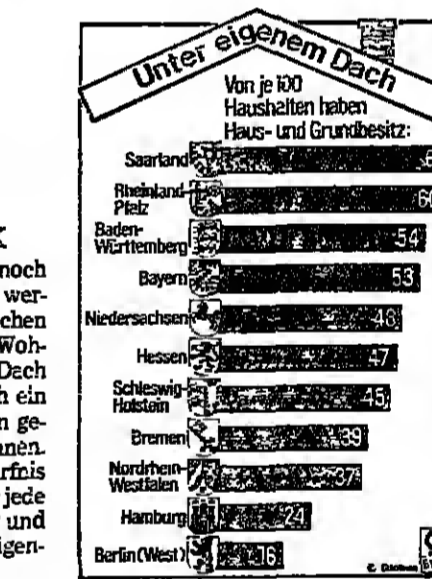 noch
wer-
chen
Woh-
Dach
h ein
n ge-
nnen.
rfnis
jede
und
igen-
Unter eigenem Dach
Von je 100
Haushalten haben
Haus- und Grundbesitz:
Saarland 6
Rheinland-
Pfalz 60
Baden-
Württemberg 54
Bayern 53
Niedersachsen 48
Hessen 47
Schleswig-
Holstein 45
Bremen 39
Nordrhein-
Westfalen 37
Hamburg 24
Berlin (West) 16